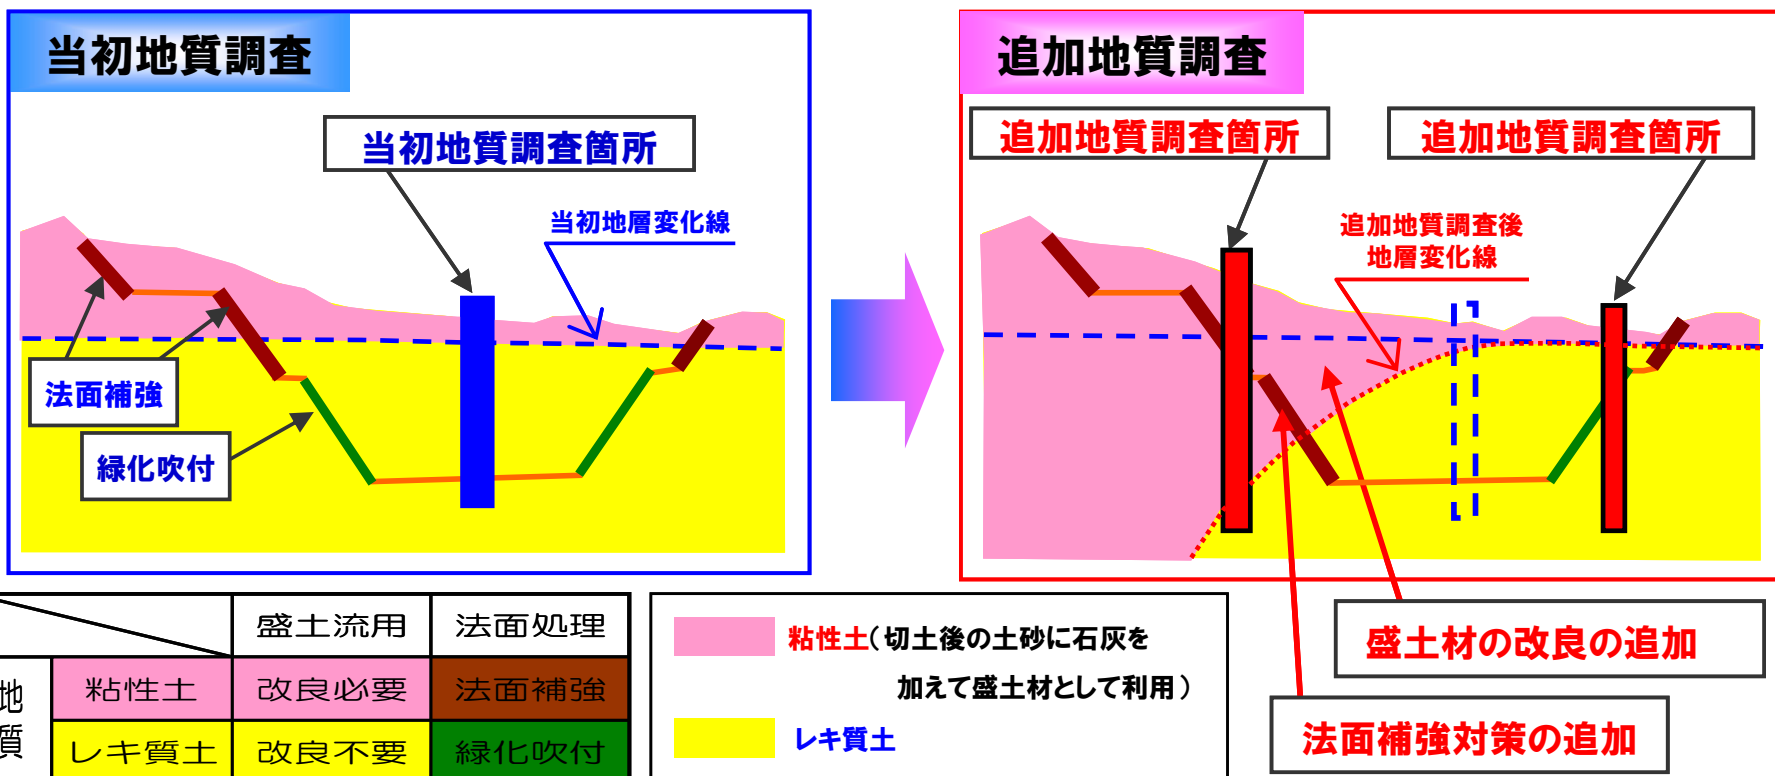 当初地質調査
当初地質調査箇所
当初地層変化線
法面補強
緑化吹付
追加地質調査
追加地質調査箇所
追加地質調査箇所
追加地質調査後
地層変化線
盛土材の改良の追加
法面補強対策の追加
盛土流用 法面処理
地質
粘性土 改良必要 法面補強
レキ質土 改良不要 緑化吹付
粘性土(切土後の土砂に石灰を
加えて盛土材として利用)
レキ質土